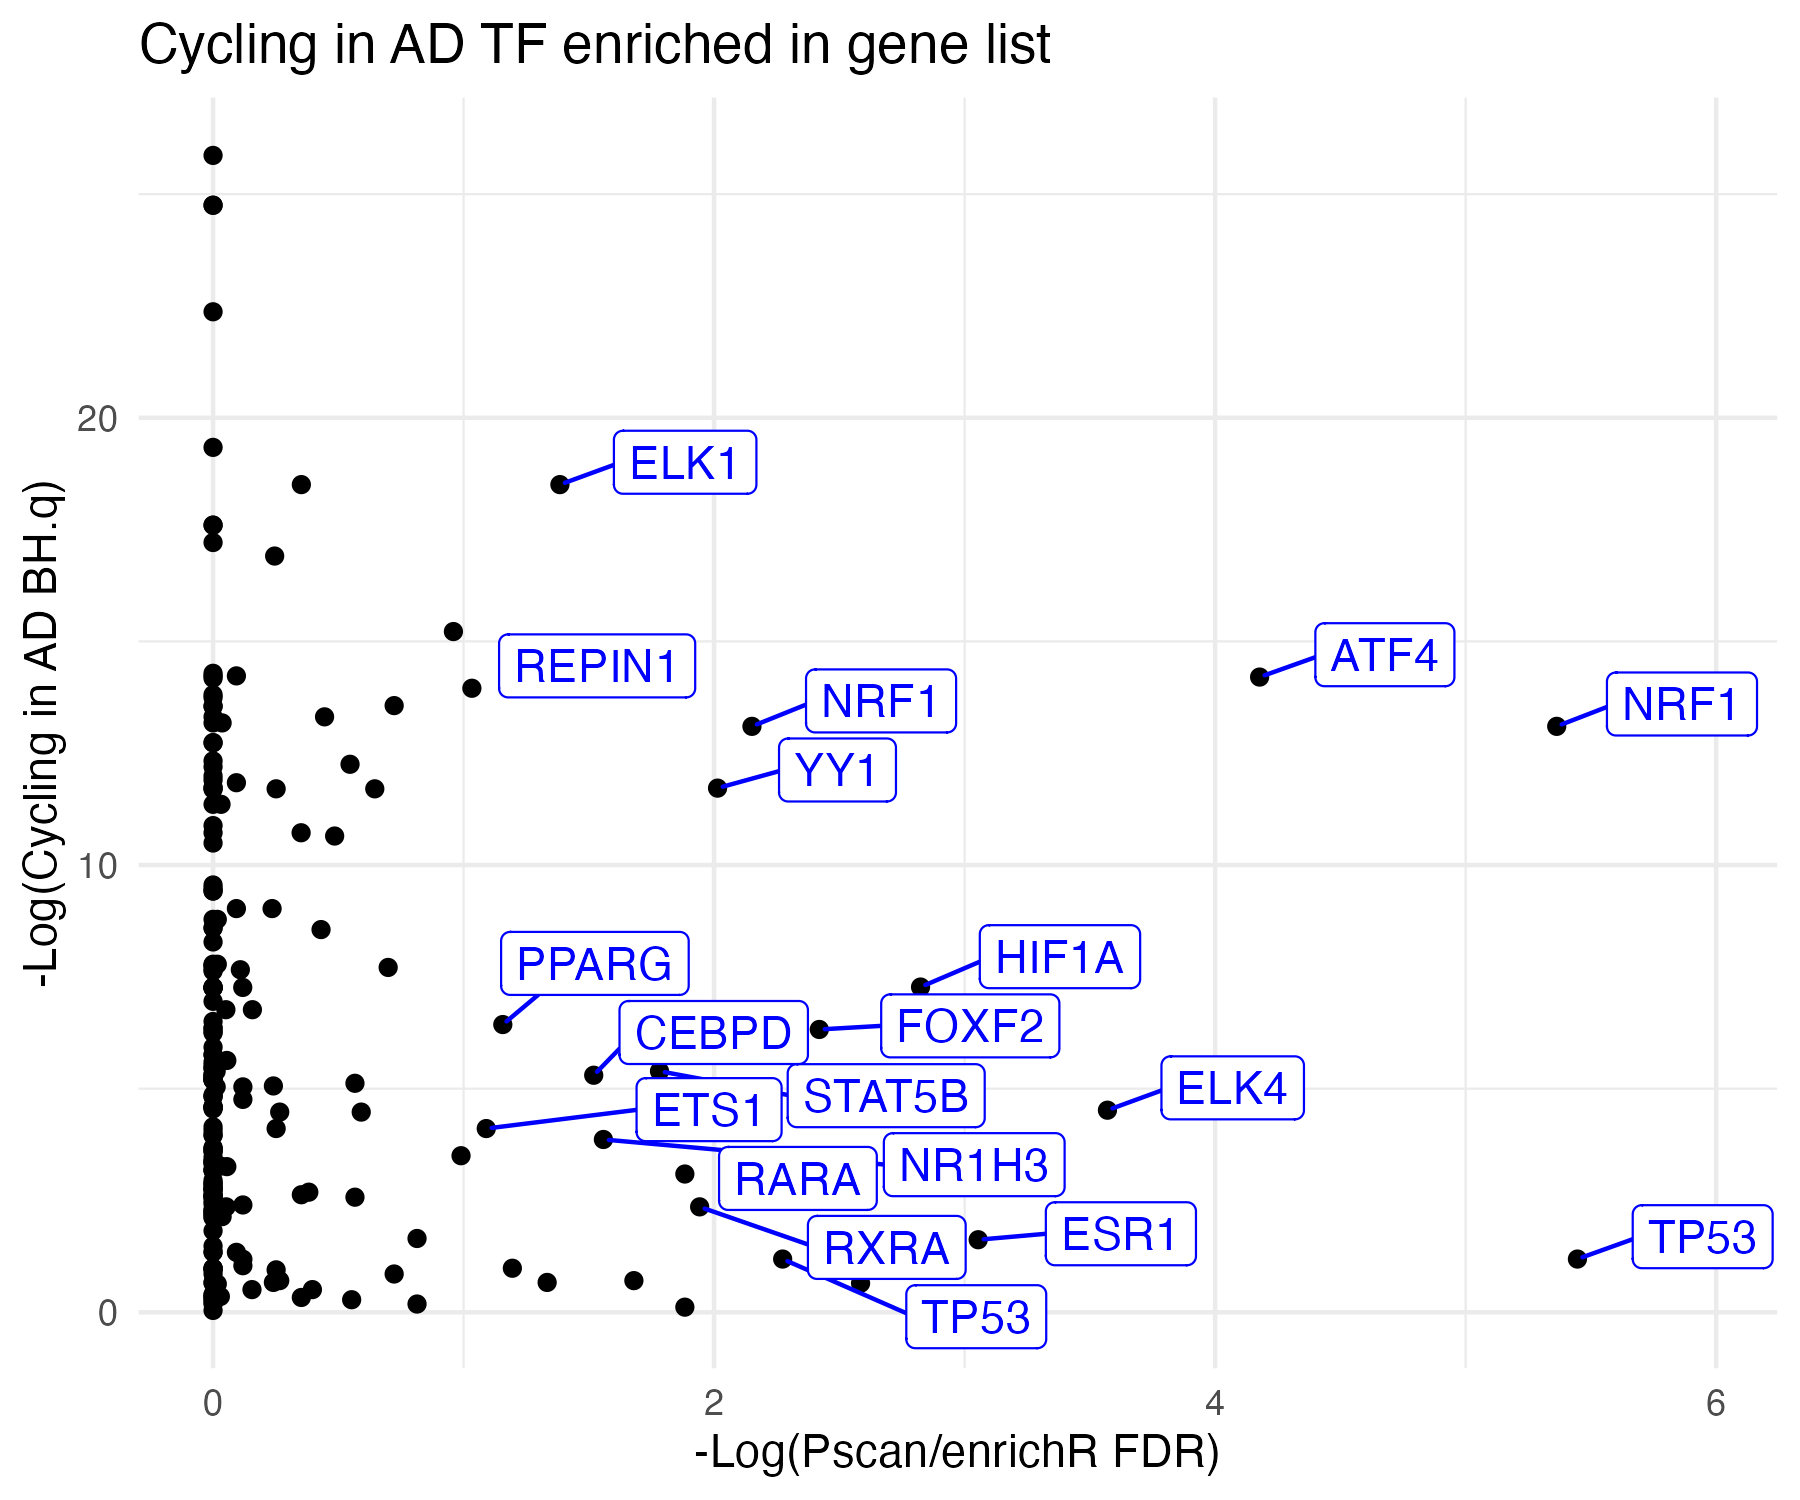 Cycling in AD TF enriched in gene list
-Log(Cycling in AD BH.q)
20
10
0
ELK1
REPIN1
ATF4
NRF1
NRF1
YY1
PPARG
HIF1A
CEBPD
FOXF2
ETS1
STAT5B
ELK4
RARA
NR1H3
RXRA
ESR1
TP53
TP53
0
2
4
6
-Log(Pscan/enrichR FDR)